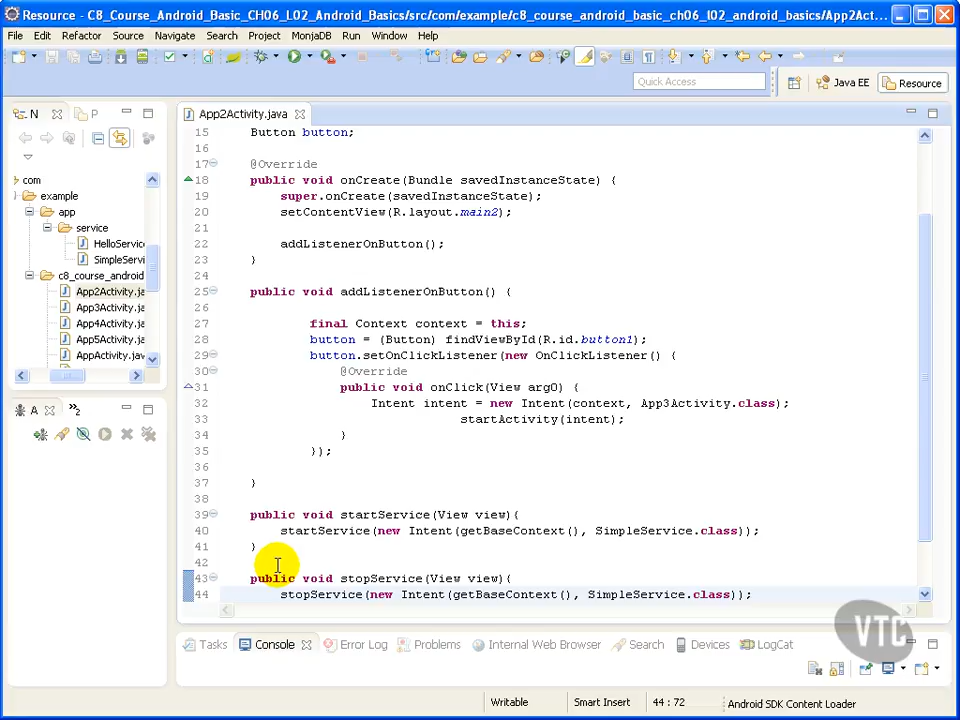 Resource - C8_Course_Android_Basic_CH06_L02_Android_Basics/src/com/example/c8_course_android_basic_ch06_l02_android_basics/App2Act...
File Edit Refactor Source Navigate Search Project MonjaDB Run Window Help
Quick Access
Java EE
Resource
N
P
App2Activity.java
com
example
app
service
HelloService
SimpleServi
c8_course_android
App2Activity.ja
App3Activity.ja
App4Activity.ja
App5Activity.ja
AppActivity.jav
A
15 Button button;
16
17 @Override
18 public void onCreate(Bundle savedInstanceState) {
19 super.onCreate(savedInstanceState);
20 setContentView(R.layout.main2);
21
22 addListenerOnButton();
23 }
24
25 public void addListenerOnButton() {
26
27 final Context context = this;
28 button = (Button) findViewById(R.id.button1);
29 button.setOnClickListener(new OnClickListener() {
30 @Override
31 public void onClick(View arg0) {
32 Intent intent = new Intent(context, App3Activity.class);
33 startActivity(intent);
34 }
35 });
36
37 }
38
39 public void startService(View view){
40 startService(new Intent(getBaseContext(), SimpleService.class));
41 }
42
43 public void stopService(View view){
44 stopService(new Intent(getBaseContext(), SimpleService.class));
VTC
Tasks Console Error Log Problems Internal Web Browser Search Devices LogCat
Writable Smart Insert 44 : 72 Android SDK Content Loader